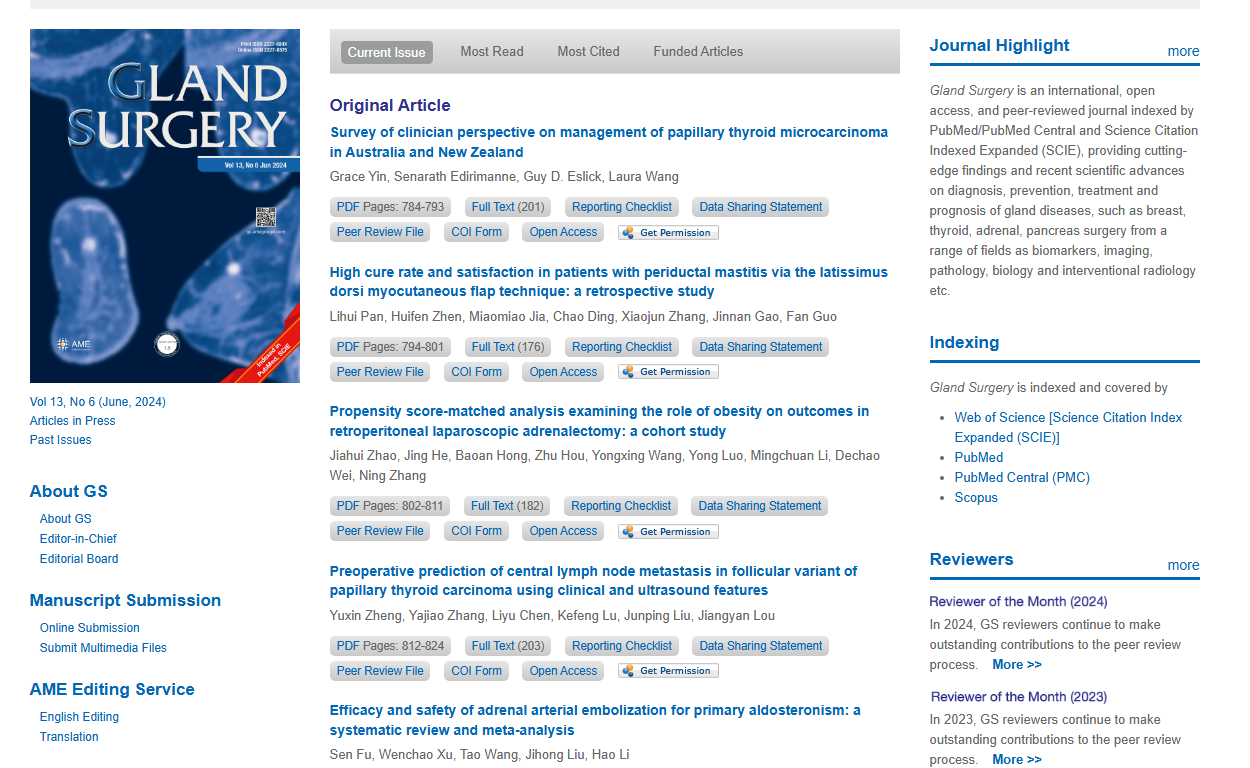 Print ISSN 2227-684X
Online ISSN 2227-8575
GLAND
SURGERY
Vol 13, No 6 Jun 2024
gs.amegroups.com
AME
Indexed in
PubMed, SCIE
Vol 13, No 6 (June, 2024)
Articles in Press
Past Issues
About GS
About GS
Editor-in-Chief
Editorial Board
Manuscript Submission
Online Submission
Submit Multimedia Files
AME Editing Service
English Editing
Translation
Current Issue Most Read Most Cited Funded Articles
Original Article
Survey of clinician perspective on management of papillary thyroid microcarcinoma
in Australia and New Zealand
Grace Yin, Senarath Edirimanne, Guy D. Eslick, Laura Wang
PDF Pages: 784-793 Full Text (201) Reporting Checklist Data Sharing Statement
Peer Review File COI Form Open Access Get Permission
High cure rate and satisfaction in patients with periductal mastitis via the latissimus
dorsi myocutaneous flap technique: a retrospective study
Lihui Pan, Huifen Zhen, Miaomiao Jia, Chao Ding, Xiaojun Zhang, Jinnan Gao, Fan Guo
PDF Pages: 794-801 Full Text (176) Reporting Checklist Data Sharing Statement
Peer Review File COI Form Open Access Get Permission
Propensity score-matched analysis examining the role of obesity on outcomes in
retroperitoneal laparoscopic adrenalectomy: a cohort study
Jiahui Zhao, Jing He, Baoan Hong, Zhu Hou, Yongxing Wang, Yong Luo, Mingchuan Li, Dechao
Wei, Ning Zhang
PDF Pages: 802-811 Full Text (182) Reporting Checklist Data Sharing Statement
Peer Review File COI Form Open Access Get Permission
Preoperative prediction of central lymph node metastasis in follicular variant of
papillary thyroid carcinoma using clinical and ultrasound features
Yuxin Zheng, Yajiao Zhang, Liyu Chen, Kefeng Lu, Junping Liu, Jiangyan Lou
PDF Pages: 812-824 Full Text (203) Reporting Checklist Data Sharing Statement
Peer Review File COI Form Open Access Get Permission
Efficacy and safety of adrenal arterial embolization for primary aldosteronism: a
systematic review and meta-analysis
Sen Fu, Wenchao Xu, Tao Wang, Jihong Liu, Hao Li
Journal Highlight more
Gland Surgery is an international, open
access, and peer-reviewed journal indexed by
PubMed/PubMed Central and Science Citation
Indexed Expanded (SCIE), providing cutting-
edge findings and recent scientific advances
on diagnosis, prevention, treatment and
prognosis of gland diseases, such as breast,
thyroid, adrenal, pancreas surgery from a
range of fields as biomarkers, imaging,
pathology, biology and interventional radiology
etc.
Indexing
Gland Surgery is indexed and covered by
• Web of Science [Science Citation Index
Expanded (SCIE)]
• PubMed
• PubMed Central (PMC)
• Scopus
Reviewers more
Reviewer of the Month (2024)
In 2024, GS reviewers continue to make
outstanding contributions to the peer review
process. More >>
Reviewer of the Month (2023)
In 2023, GS reviewers continue to make
outstanding contributions to the peer review
process. More >>